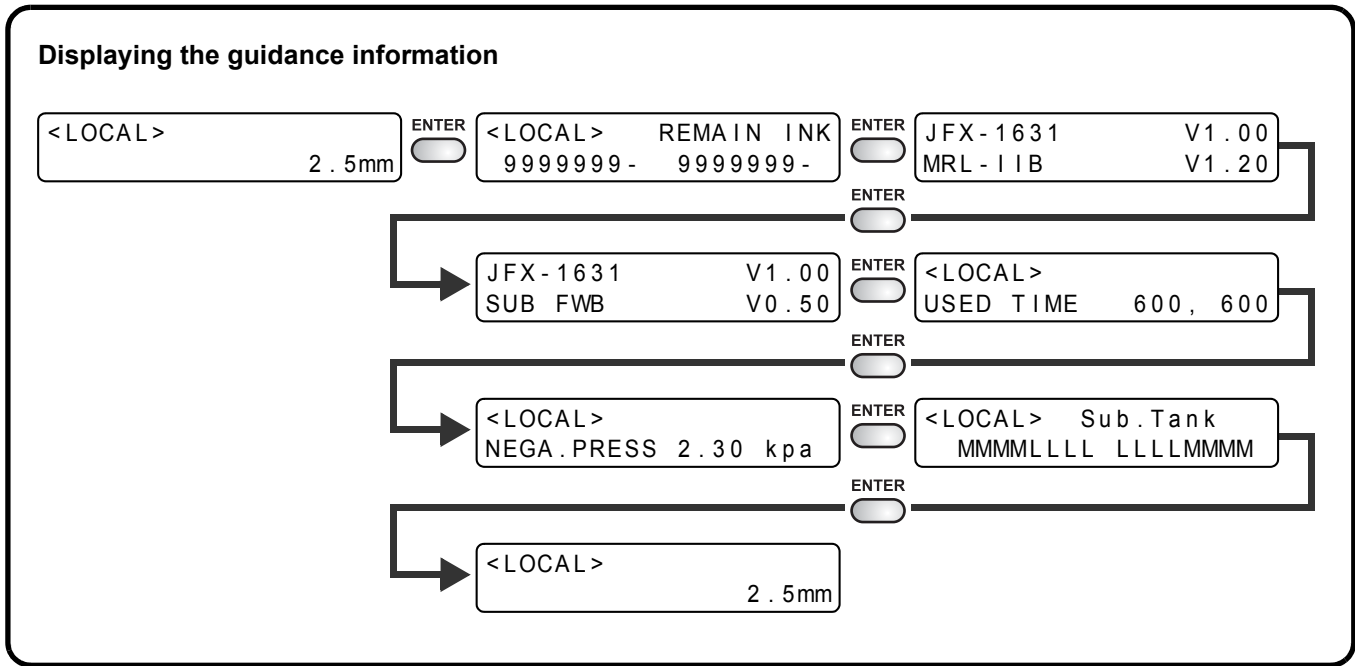 Displaying the guidance information
<LOCAL>
2.5mm
ENTER
<LOCAL> REMAIN INK
9999999- 9999999-
ENTER
JFX-1631 V1.00
MRL-IIB V1.20
ENTER
JFX-1631 V1.00
SUB FWB V0.50
ENTER
<LOCAL>
USED TIME 600, 600
ENTER
<LOCAL>
NEGA.PRESS 2.30 kpa
ENTER
<LOCAL> Sub.Tank
MMMMLLLL LLLLMMMM
ENTER
<LOCAL>
2.5mm